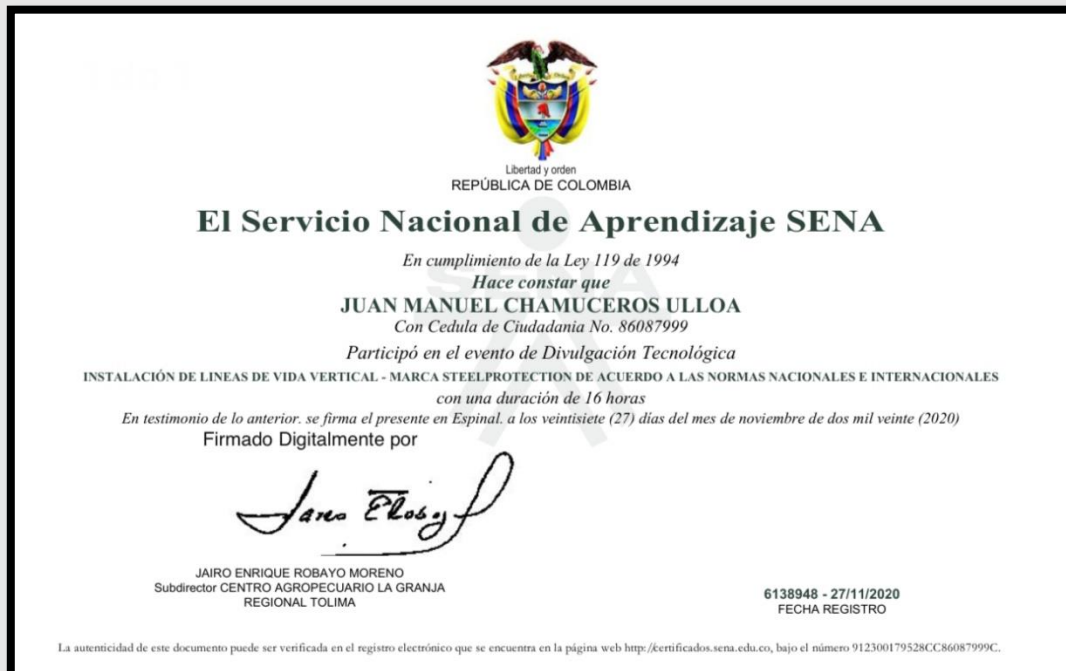 Libertad y orden
REPÚBLICA DE COLOMBIA
El Servicio Nacional de Aprendizaje SENA
En cumplimiento de la Ley 119 de 1994
Hace constar que
JUAN MANUEL CHAMUCEROS ULLOA
Con Cedula de Ciudadania No. 86087999
Participó en el evento de Divulgación Tecnológica
INSTALACIÓN DE LINEAS DE VIDA VERTICAL - MARCA STEELPROTECTION DE ACUERDO A LAS NORMAS NACIONALES E INTERNACIONALES
con una duración de 16 horas
En testimonio de lo anterior. se firma el presente en Espinal. a los veintisiete (27) días del mes de noviembre de dos mil veinte (2020)
Firmado Digitalmente por
JAIRO ENRIQUE ROBAYO MORENO
Subdirector CENTRO AGROPECUARIO LA GRANJA
REGIONAL TOLIMA
6138948 - 27/11/2020
FECHA REGISTRO
La autenticidad de este documento puede ser verificada en el registro electrónico que se encuentra en la página web http://certificados.sena.edu.co, bajo el número 912300179528CC86087999C.
SENA